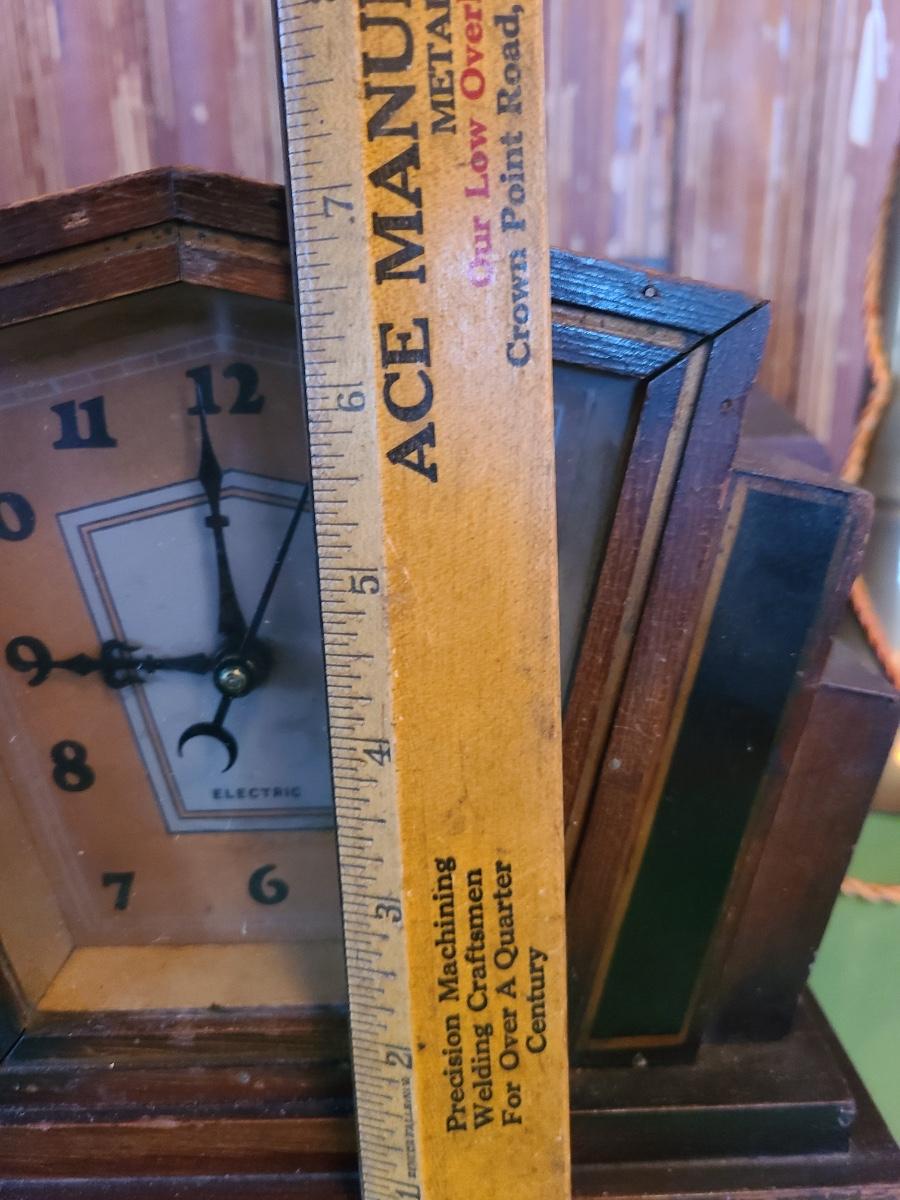 ACE MANU
METAL
Our Low Over
Crown Point Road,
Precision Machining
Welding Craftsmen
For Over A Quarter
Century
7
6
5
4
3
2
1
12
11
9
8
7
6
ELECTRIC